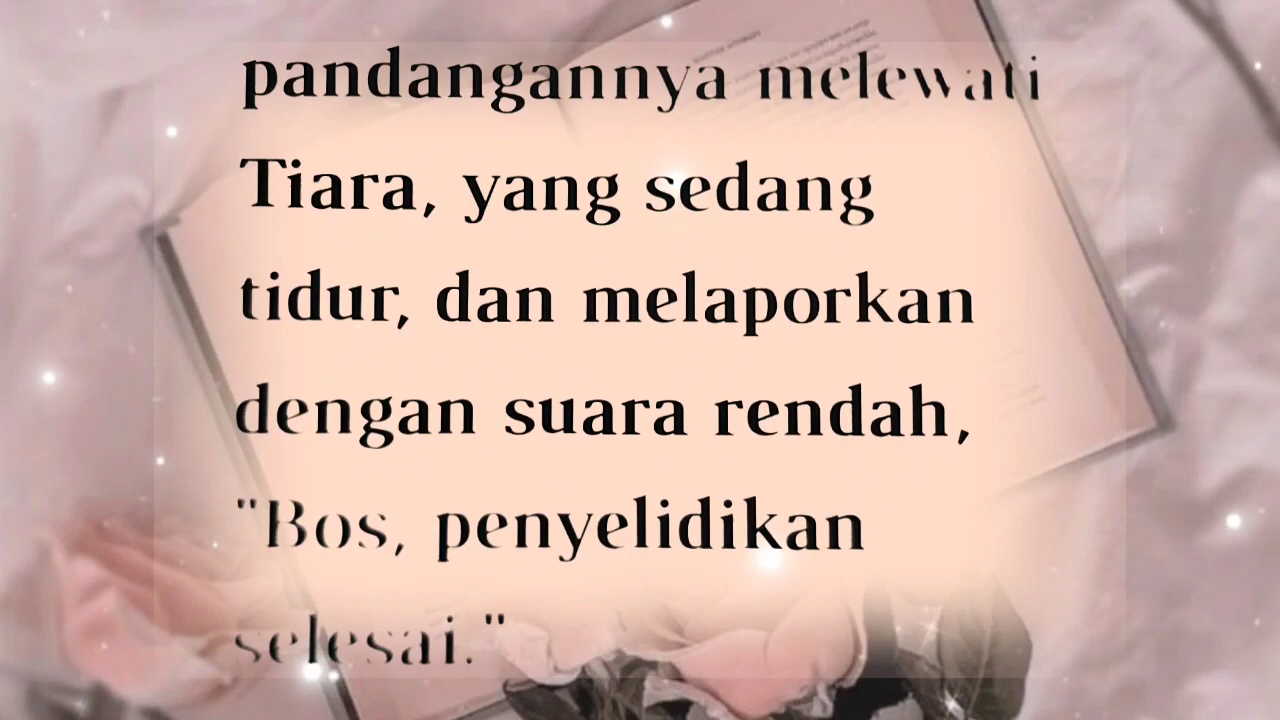 pandangannya melewati
Tiara, yang sedang
tidur, dan melaporkan
dengan suara rendah,
"Bos, penyelidikan
selesai."